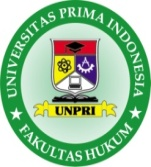 UNIVERSITAS PRIMA INDONESIA
UNPRI
FAKULTAS HUKUM